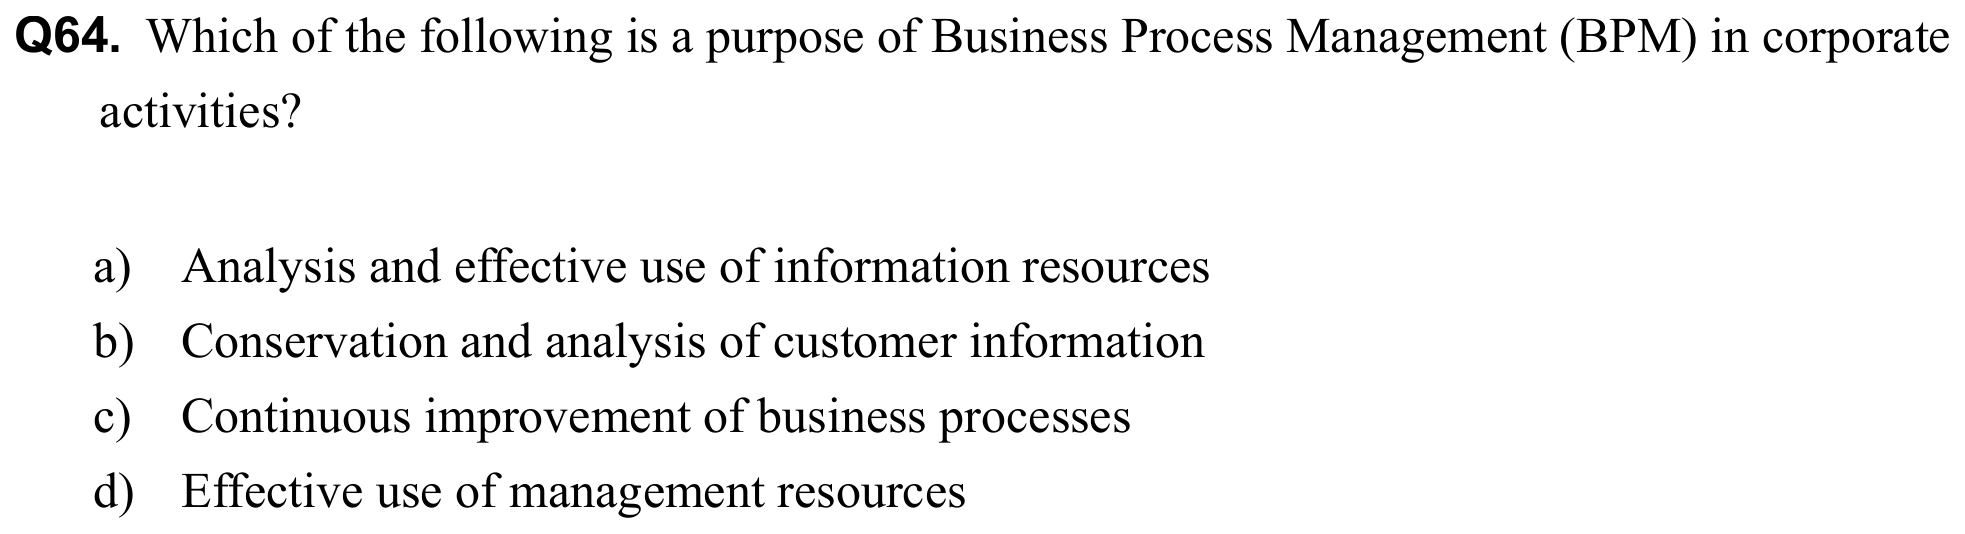 Q64. Which of the following is a purpose of Business Process Management (BPM) in corporate
activities?
a) Analysis and effective use of information resources
b) Conservation and analysis of customer information
c) Continuous improvement of business processes
d) Effective use of management resources